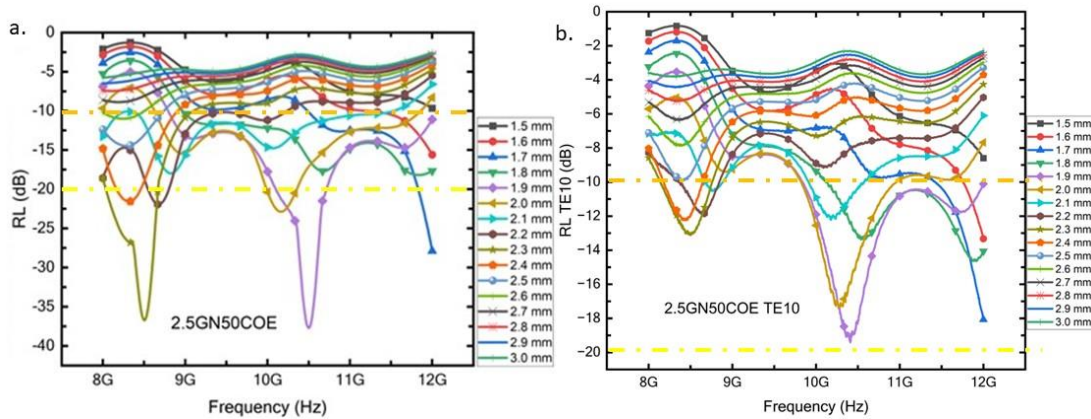 a.
0
-5
-10
-15
-20
-25
-30
-35
-40
RL (dB)
8G 9G 10G 11G 12G
Frequency (Hz)
2.5GN50COE
1.5 mm
1.6 mm
1.7 mm
1.8 mm
1.9 mm
2.0 mm
2.1 mm
2.2 mm
2.3 mm
2.4 mm
2.5 mm
2.6 mm
2.7 mm
2.8 mm
2.9 mm
3.0 mm
b.
0
-2
-4
-6
-8
-10
-12
-14
-16
-18
-20
RL TE10 (dB)
8G 9G 10G 11G 12G
Frequency (Hz)
2.5GN50COE TE10
1.5 mm
1.6 mm
1.7 mm
1.8 mm
1.9 mm
2.0 mm
2.1 mm
2.2 mm
2.3 mm
2.4 mm
2.5 mm
2.6 mm
2.7 mm
2.8 mm
2.9 mm
3.0 mm